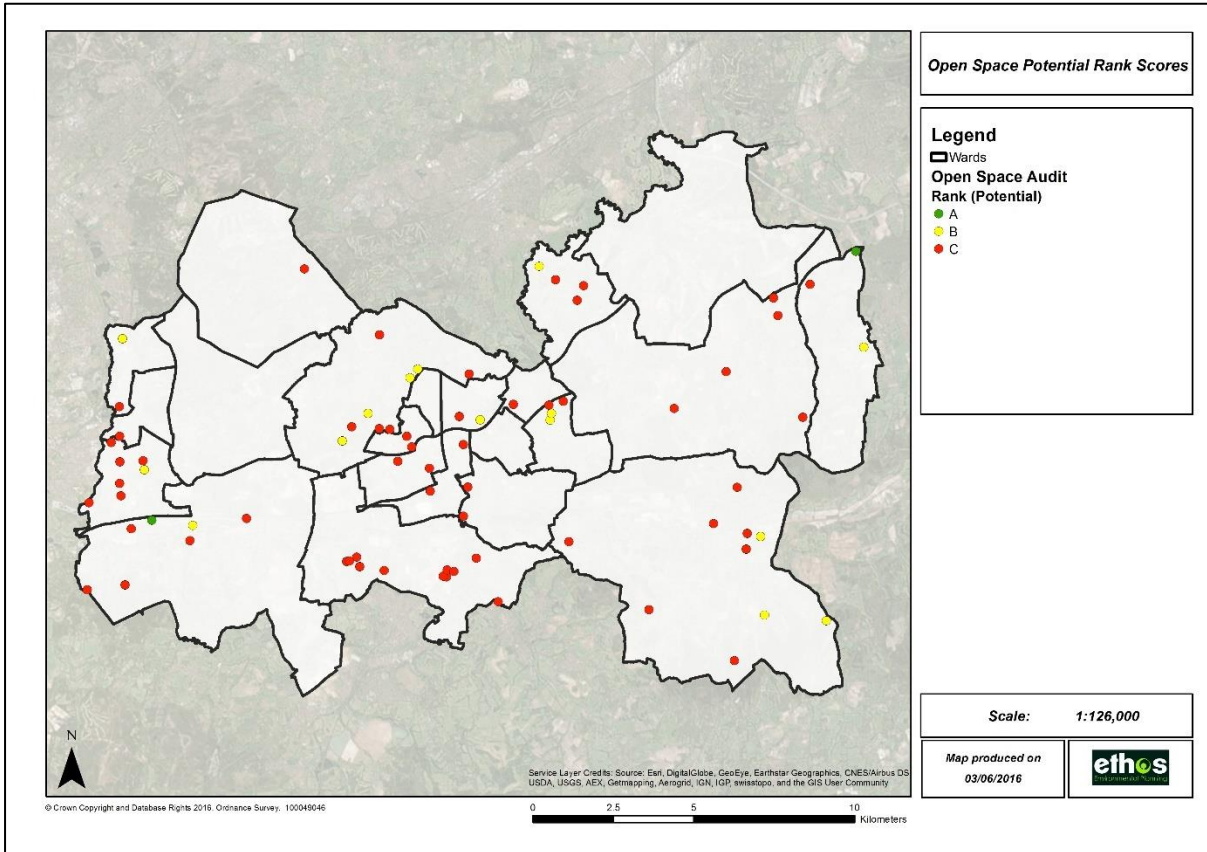 Open Space Potential Rank Scores
Legend
Wards
Open Space Audit
Rank (Potential)
A
B
C
N
Service Layer Credits: Source: Esri, DigitalGlobe, GeoEye, Earthstar Geographics, CNES/Airbus DS
USDA, USGS, AEX, Getmapping, Aerogrid, IGN, IGP, swisstopo, and the GIS User Community
© Crown Copyright and Database Rights 2016. Ordnance Survey. 100049046
0 2.5 5 10
Kilometers
Scale: 1:126,000
Map produced on
03/06/2016
ethos
Environmental Planning